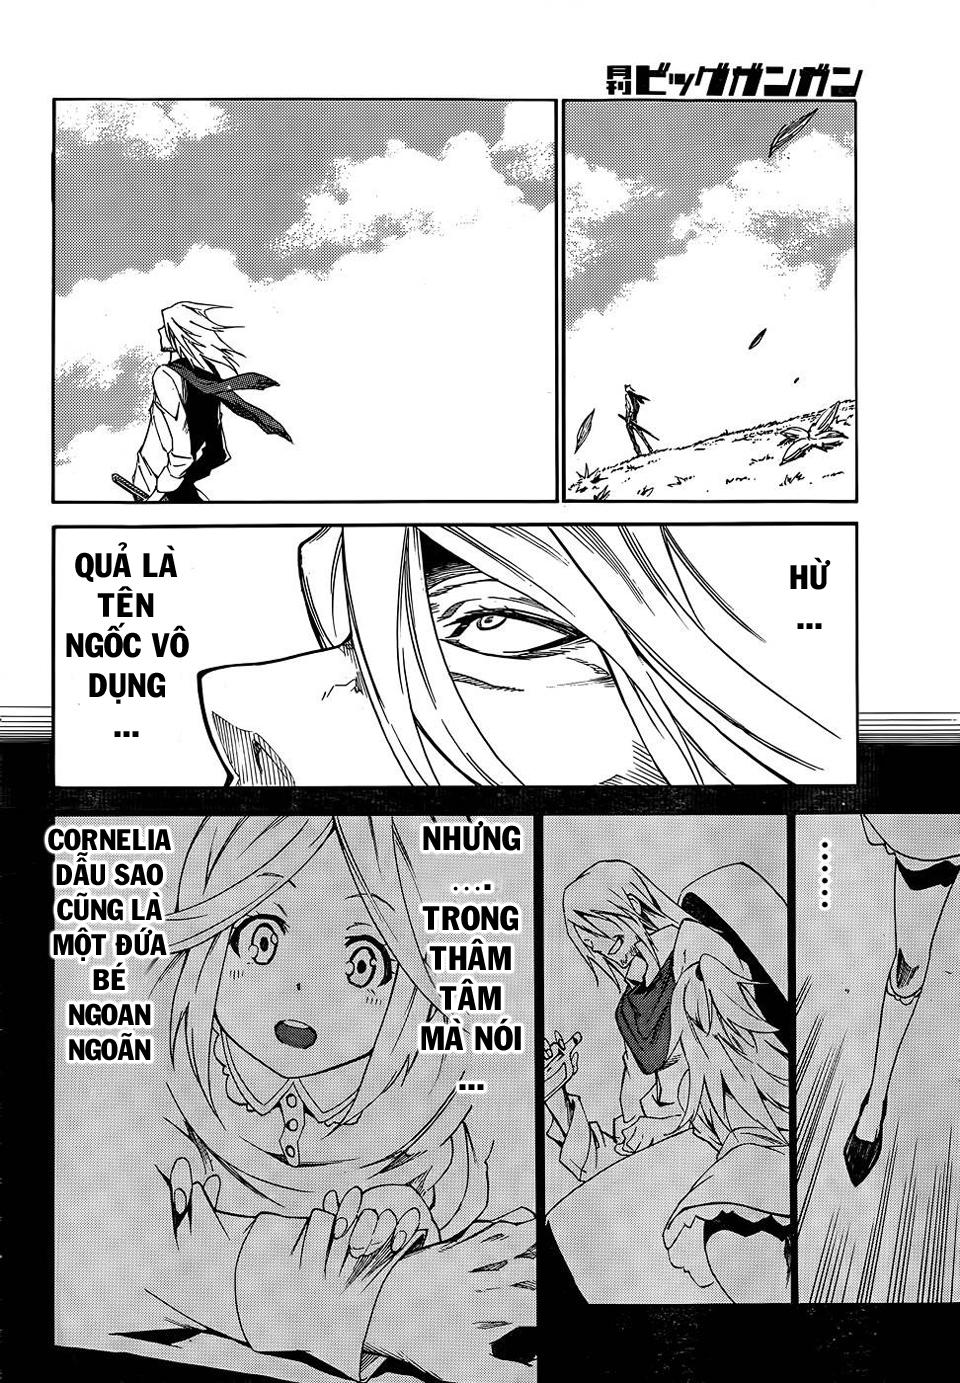 月刊ビッグガンガン
HỪ
...
QUẢ LÀ
TÊN
NGỐC VÔ
DỤNG
...
......
NHƯNG
....
TRONG
THÂM
TÂM
MÀ NÓI
...
CORNELIA
DẪU SAO
CŨNG LÀ
MỘT ĐỨA
BÉ
NGOAN
NGOÃN